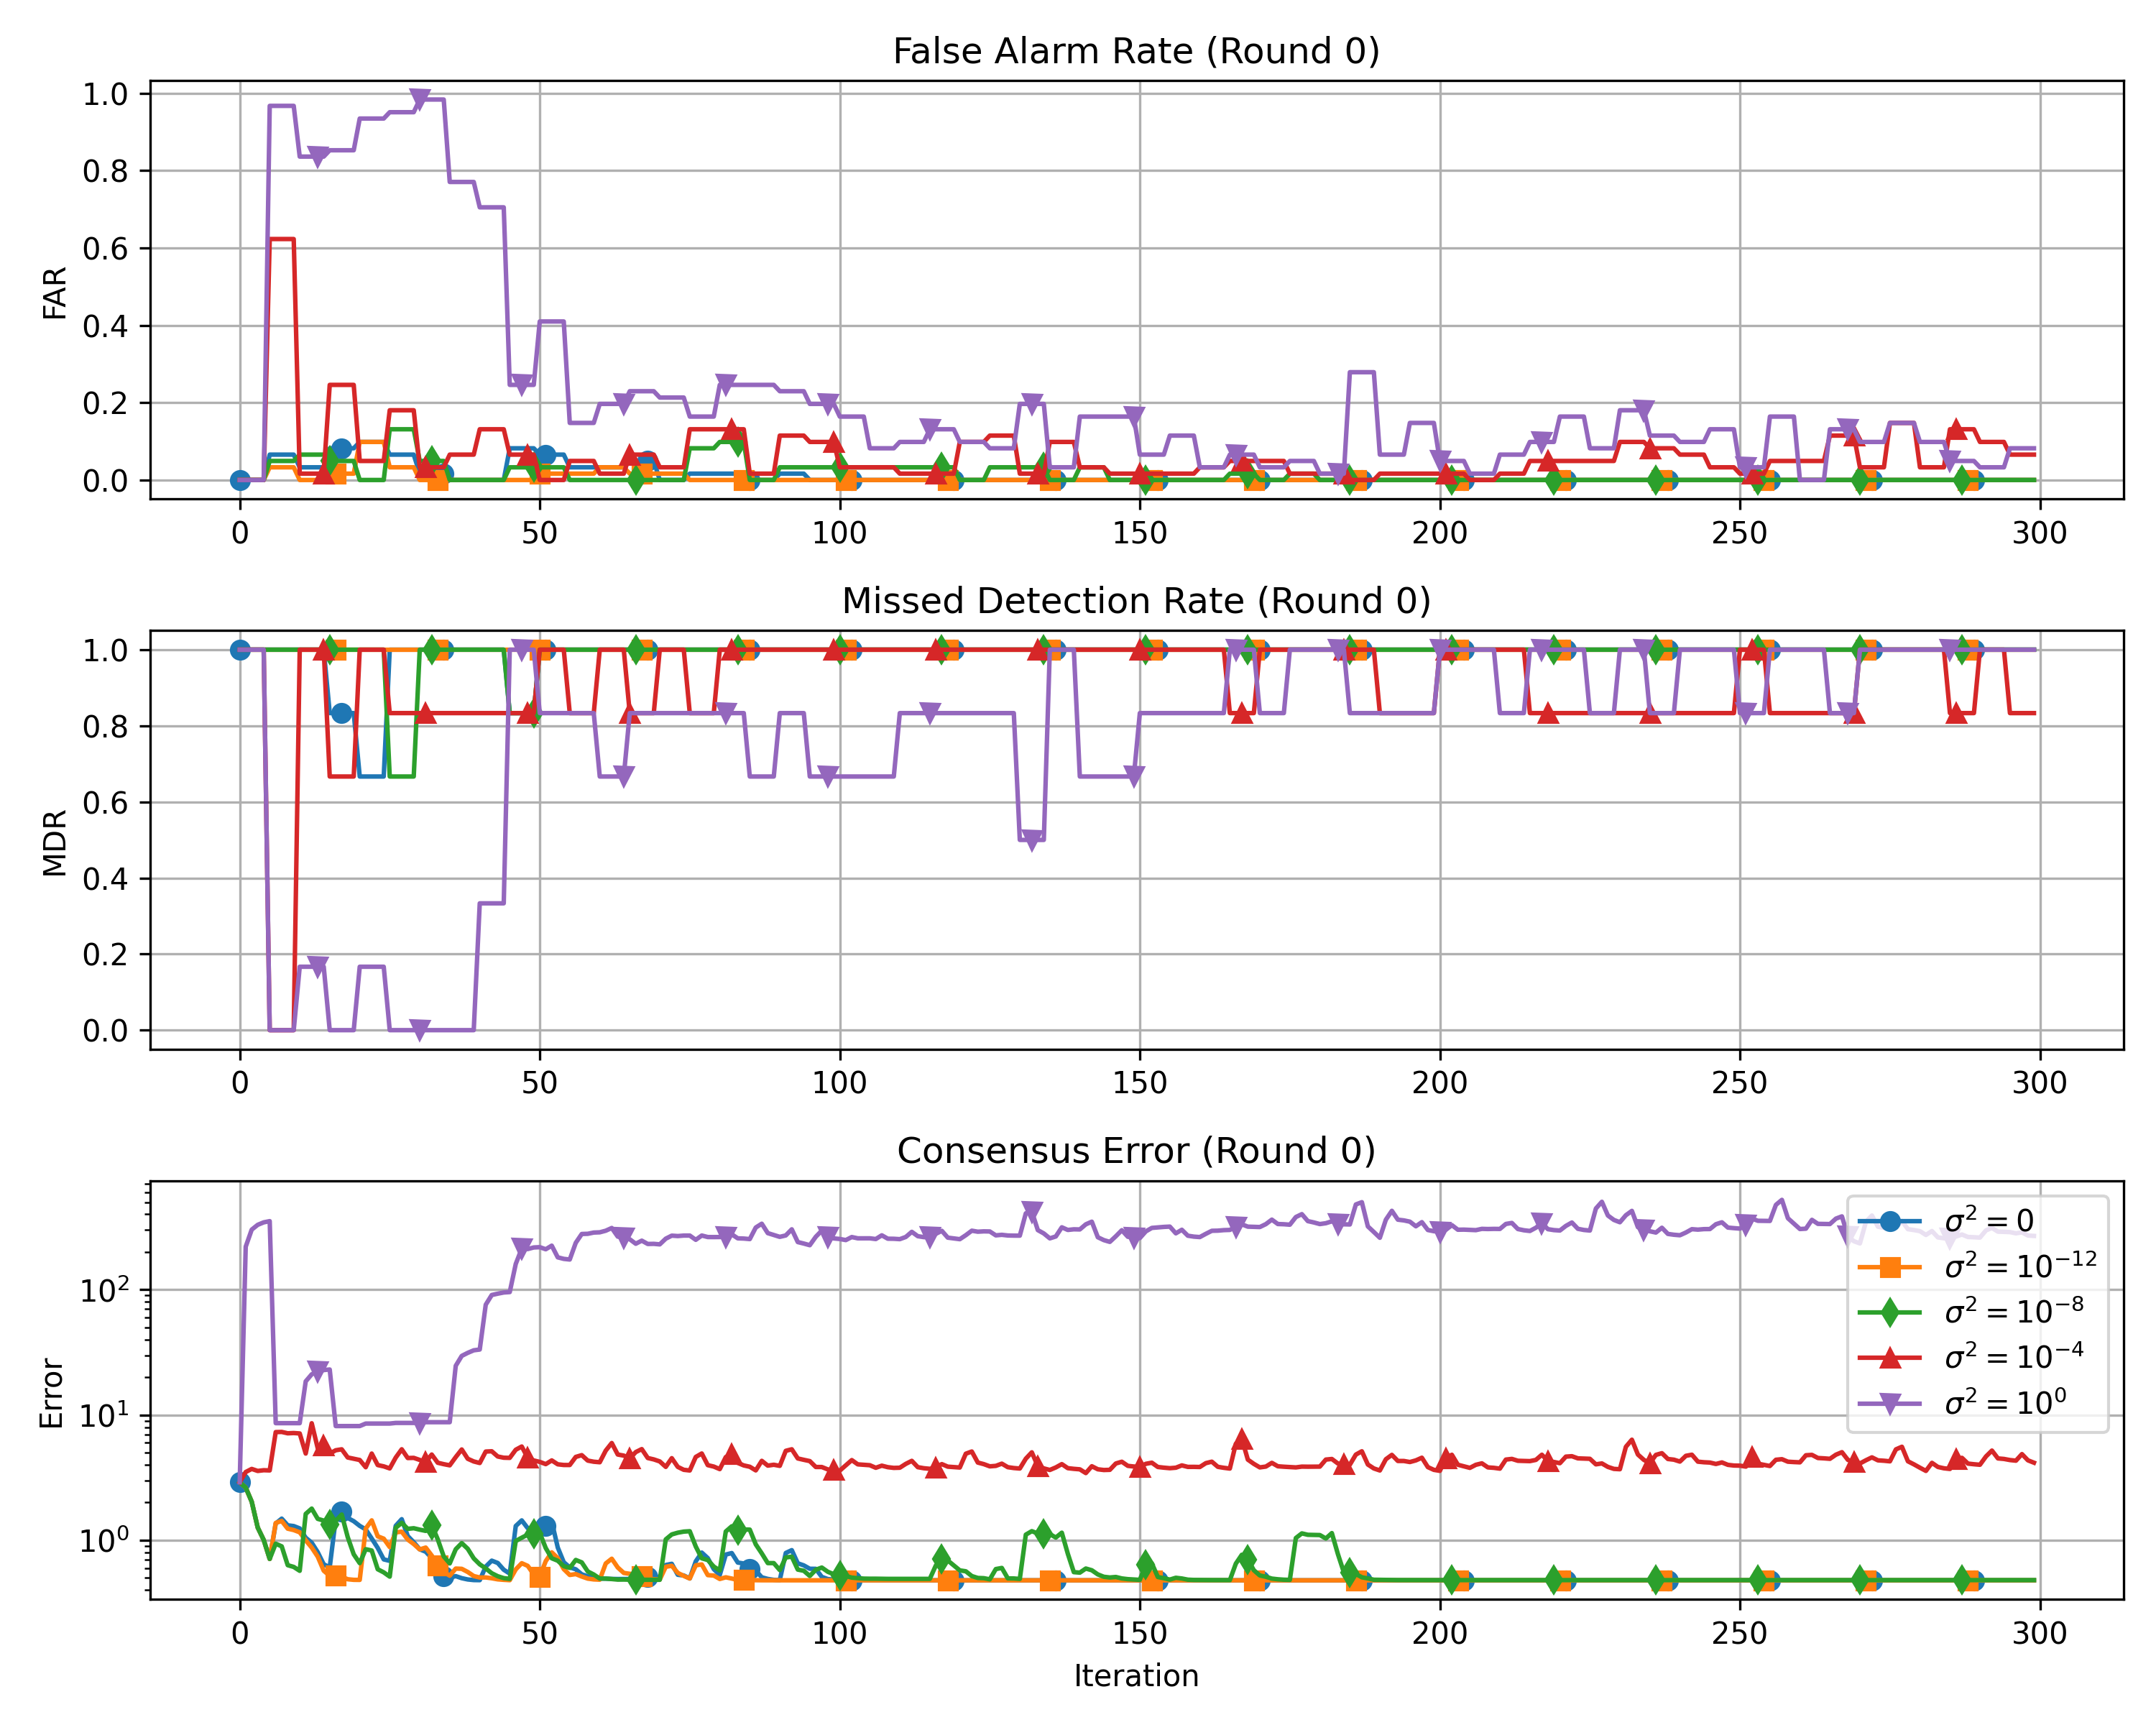 False Alarm Rate (Round 0)
FAR
1.0
0.8
0.6
0.4
0.2
0.0
0 50 100 150 200 250 300
Missed Detection Rate (Round 0)
MDR
1.0
0.8
0.6
0.4
0.2
0.0
0 50 100 150 200 250 300
Consensus Error (Round 0)
Error
10²
10¹
10⁰
σ² = 0
σ² = 10⁻¹²
σ² = 10⁻⁸
σ² = 10⁻⁴
σ² = 10⁰
0 50 100 150 200 250 300
Iteration